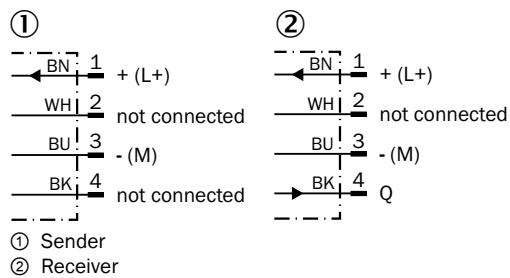 ① ②
BN 1 + (L+) BN 1 + (L+)
WH 2 not connected WH 2 not connected
BU 3 - (M) BU 3 - (M)
BK 4 not connected BK 4 Q
① Sender
② Receiver